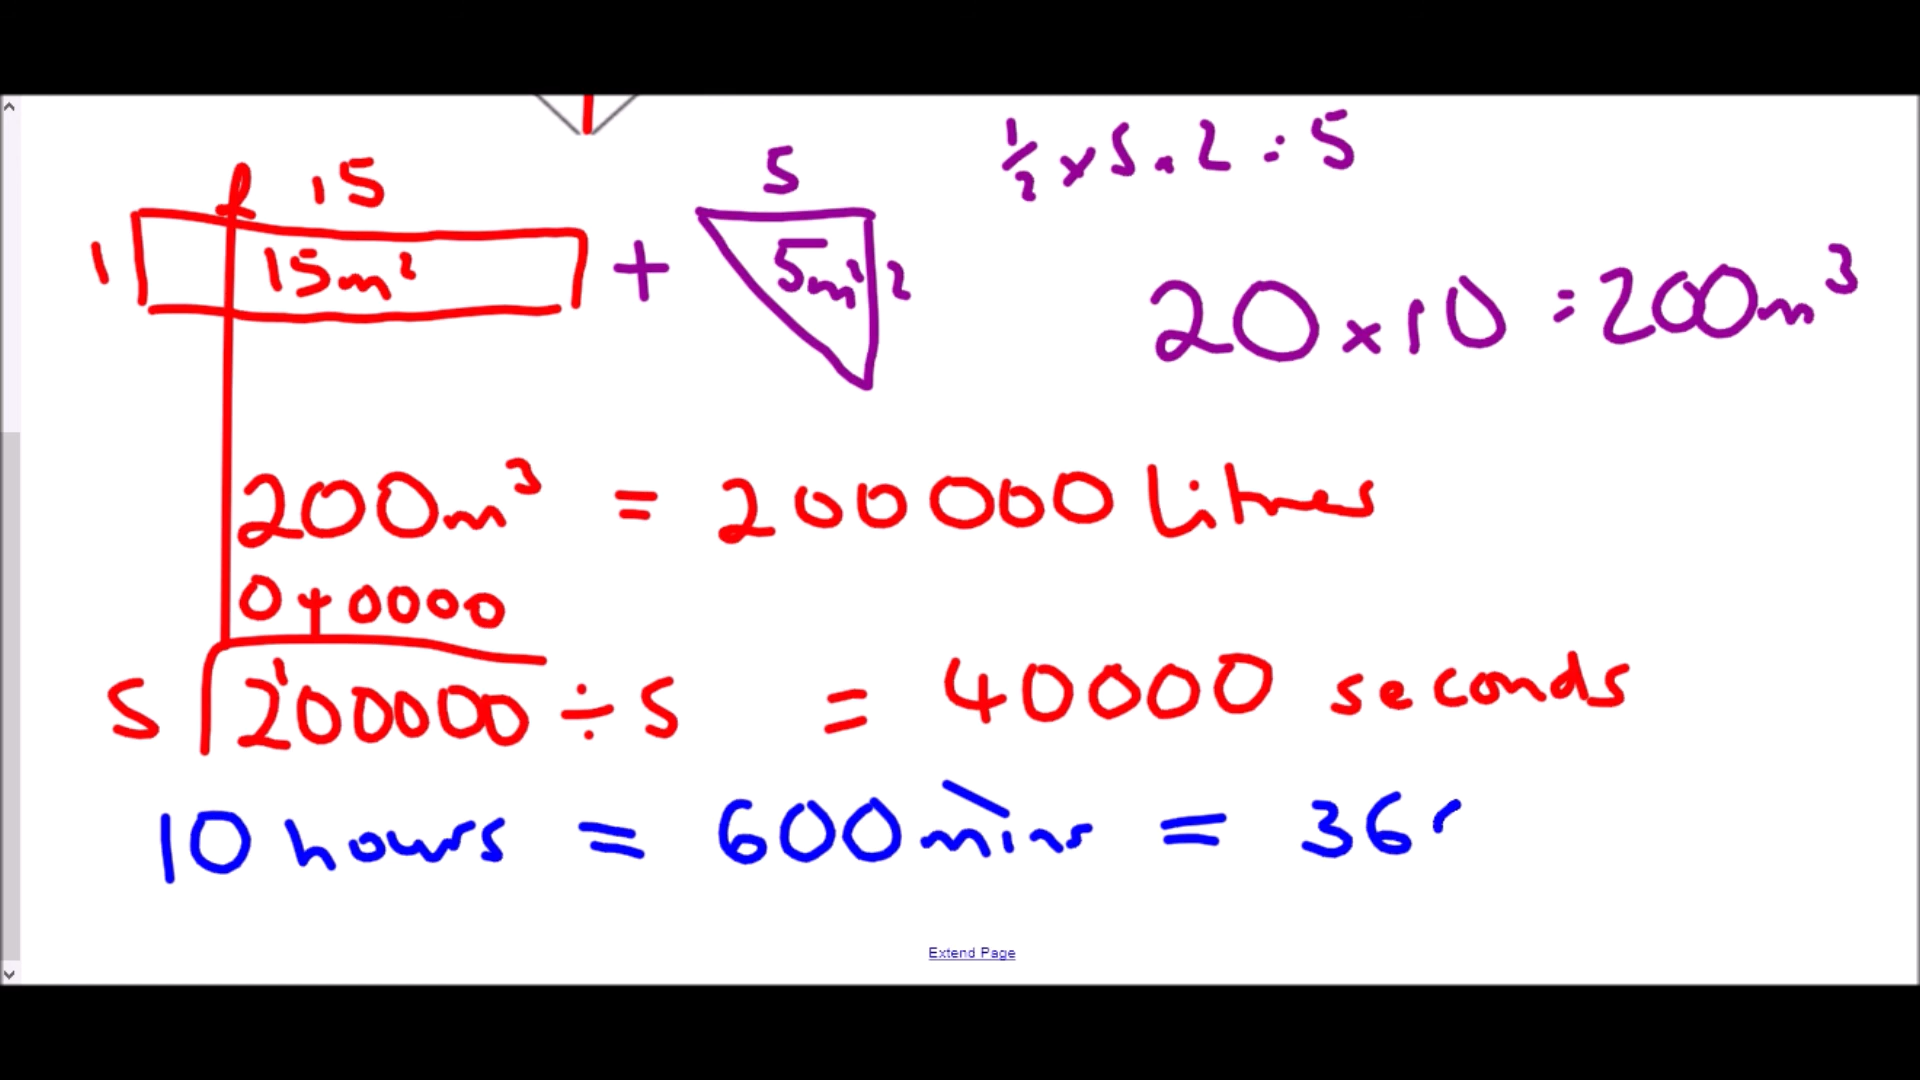 ½ x 5 x 2 = 5
15
5
1
15m²
+
5m²
2
20 x 10 = 200m³
200m³ = 200000 Litres
040000
5 200000 ÷ 5 = 40000 seconds
10 hours = 600 mins = 36
Extend Page